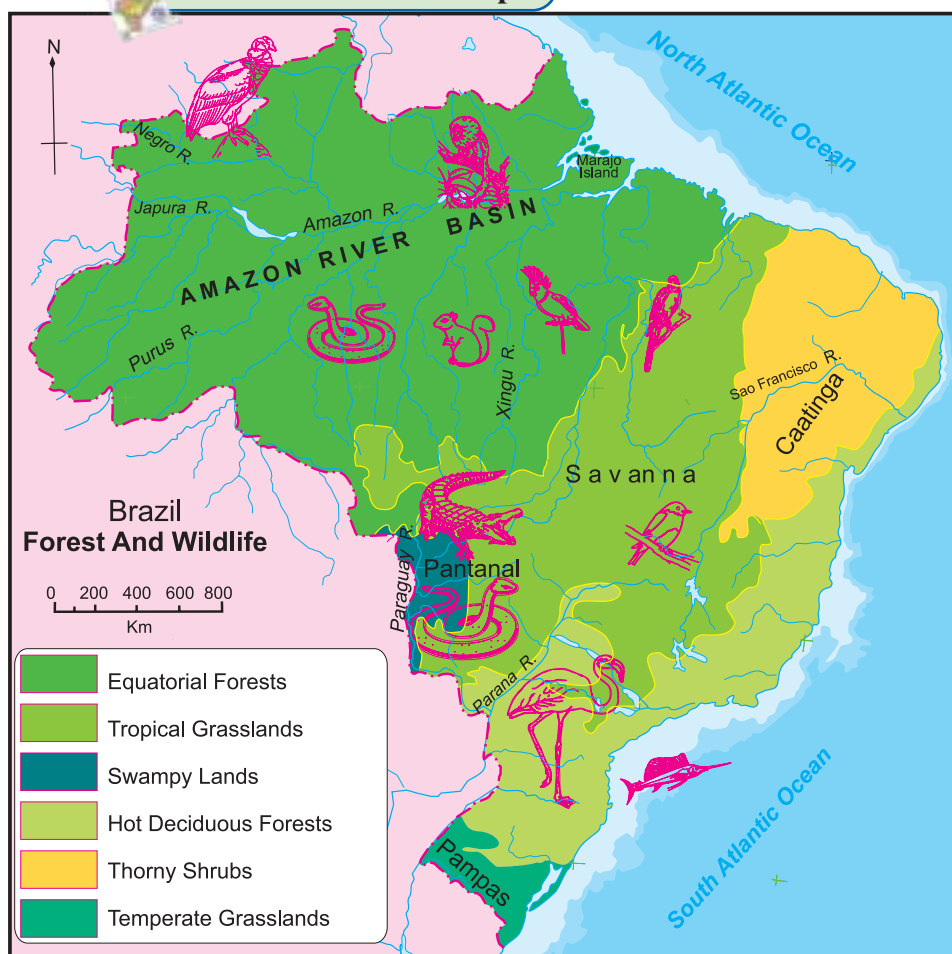 North Atlantic Ocean
N
Negro R.
Marajo
Island
Japura R.
Amazon R.
AMAZON RIVER BASIN
Purus R.
Xingu R.
Sao Francisco R.
Caatinga
Savanna
Brazil
Forest And Wildlife
Paraguay R.
Pantanal
0 200 400 600 800
Km
Parana R.
South Atlantic Ocean
Pampas
Equatorial Forests
Tropical Grasslands
Swampy Lands
Hot Deciduous Forests
Thorny Shrubs
Temperate Grasslands